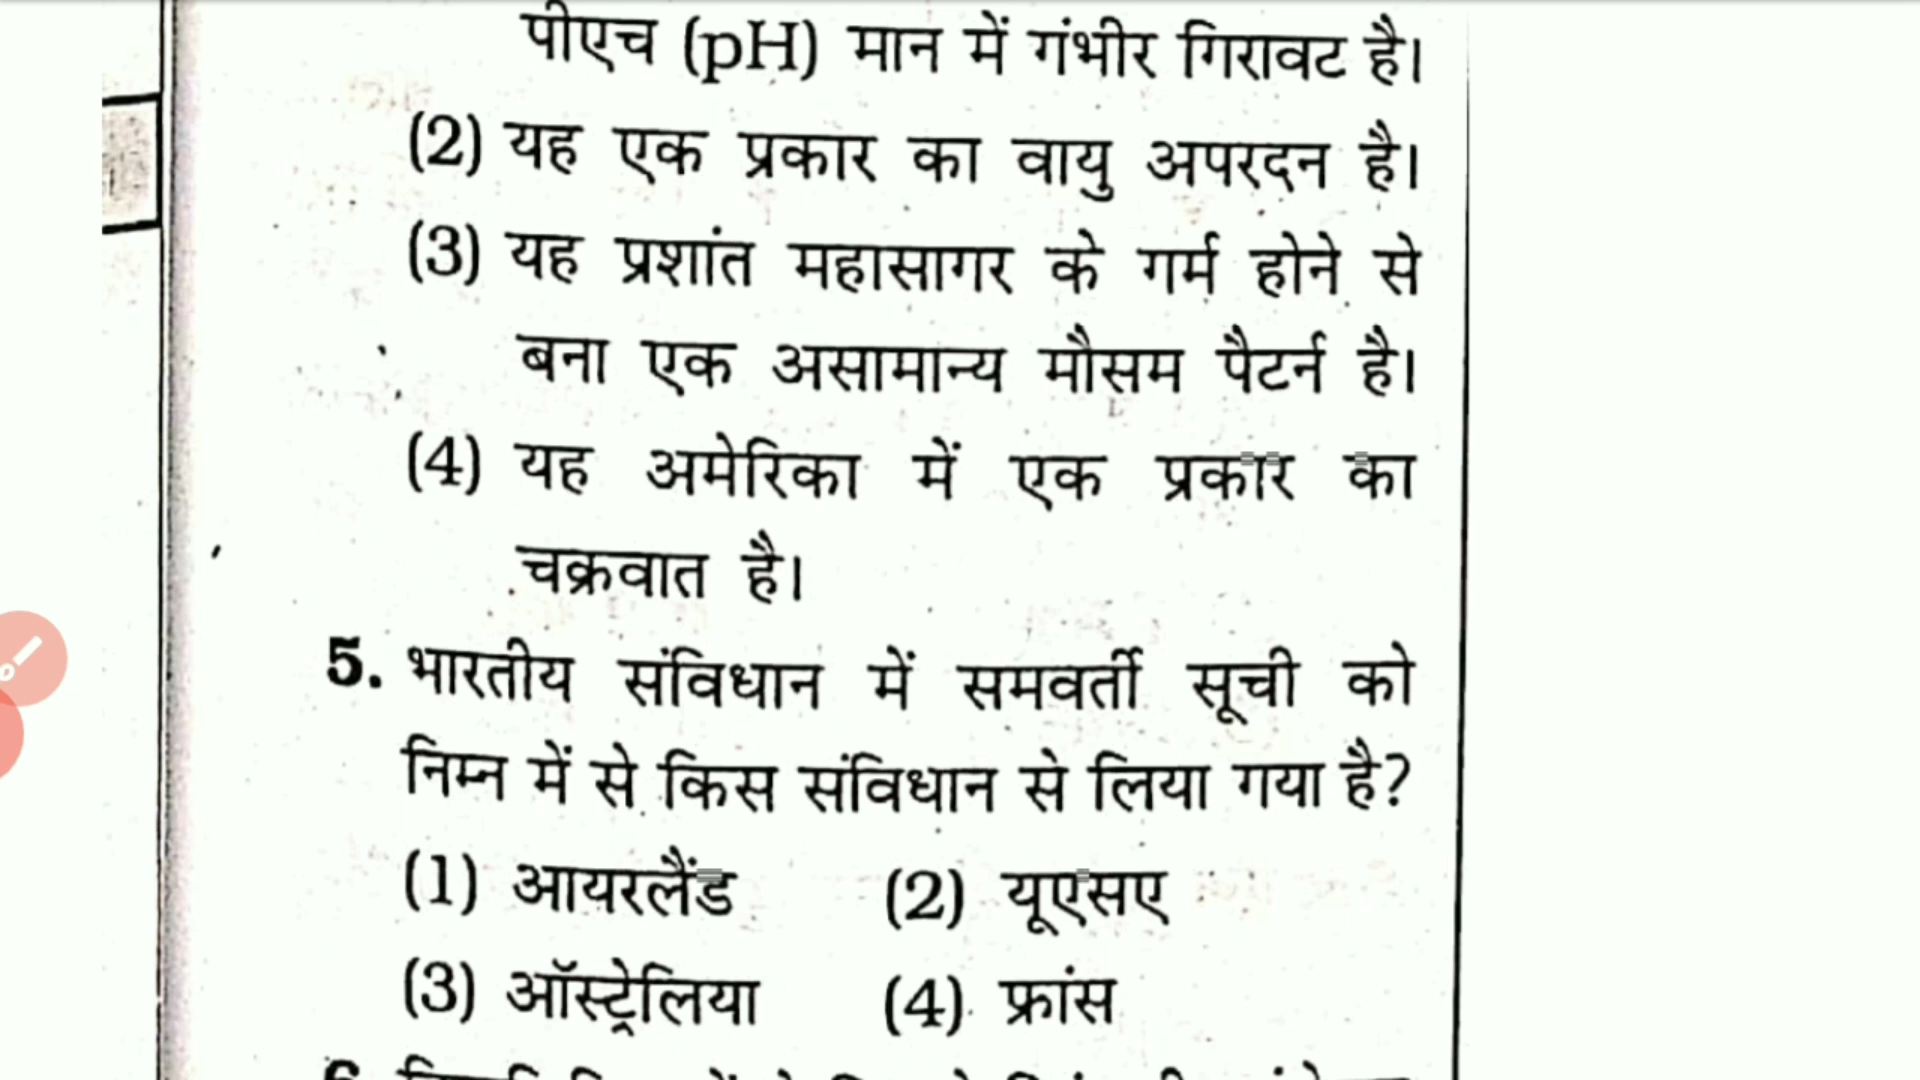 पीएच (pH) मान में गंभीर गिरावट है।
(2) यह एक प्रकार का वायु अपरदन है।
(3) यह प्रशांत महासागर के गर्म होने से
बना एक असामान्य मौसम पैटर्न है।
(4) यह अमेरिका में एक प्रकार का
चक्रवात है।
5. भारतीय संविधान में समवर्ती सूची को
निम्न में से किस संविधान से लिया गया है?
(1) आयरलैंड (2) यूएसए
(3) ऑस्ट्रेलिया (4) फ्रांस